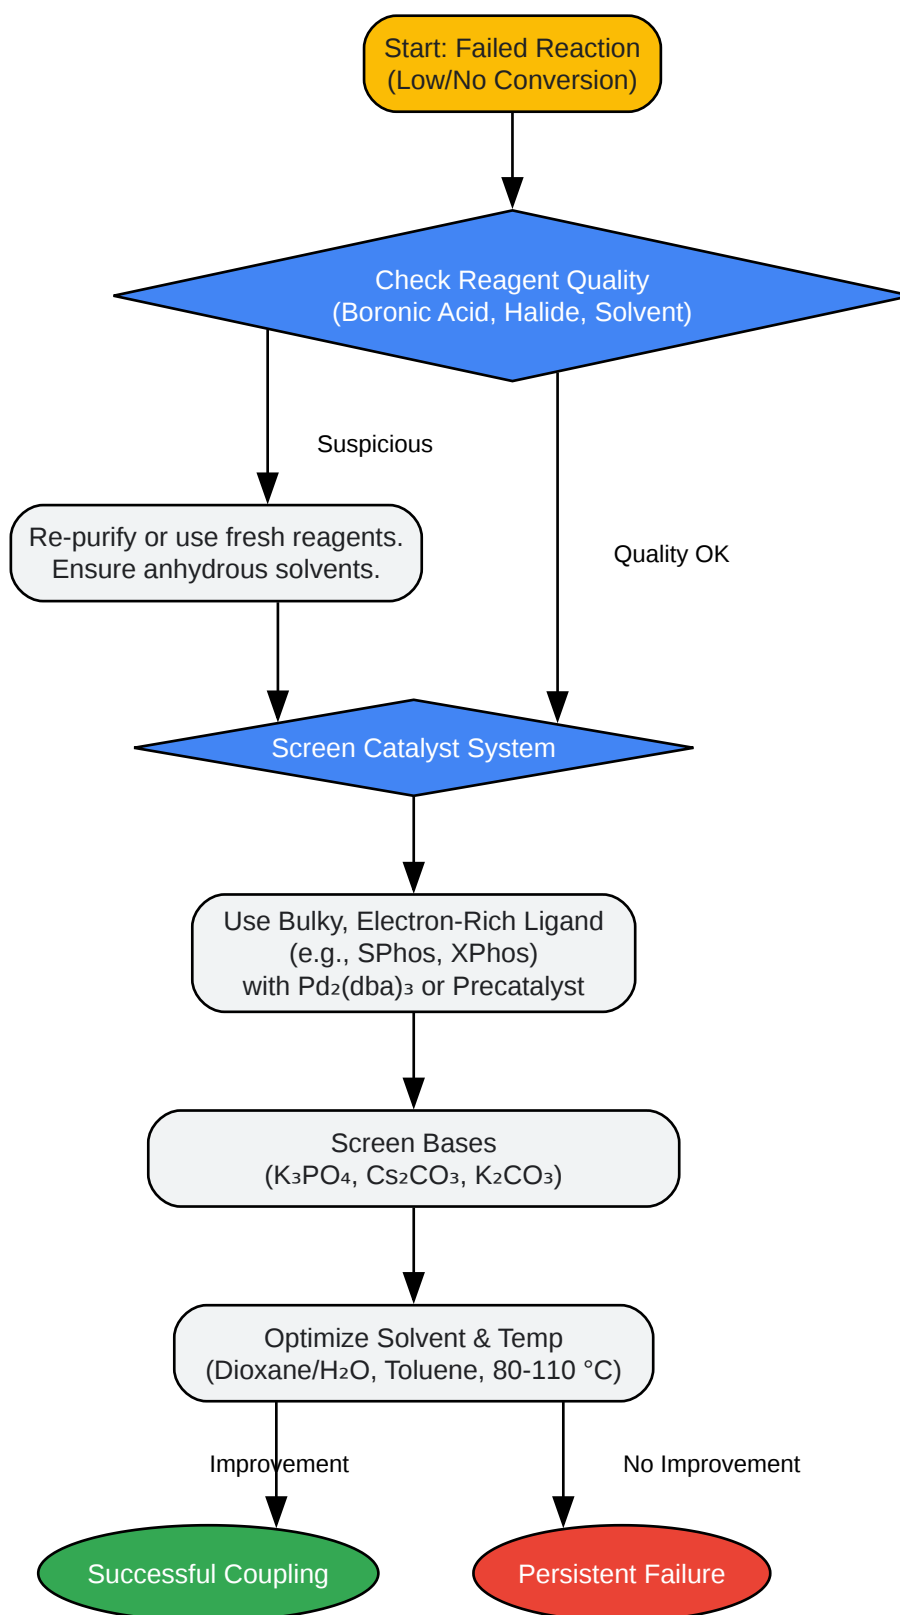 Start: Failed Reaction
(Low/No Conversion)
Check Reagent Quality
(Boronic Acid, Halide, Solvent)
Suspicious
Re-purify or use fresh reagents.
Ensure anhydrous solvents.
Quality OK
Screen Catalyst System
Use Bulky, Electron-Rich Ligand
(e.g., SPhos, XPhos)
with Pd₂(dba)₃ or Precatalyst
Screen Bases
(K₃PO₄, Cs₂CO₃, K₂CO₃)
Optimize Solvent & Temp
(Dioxane/H₂O, Toluene, 80-110 °C)
Improvement
No Improvement
Successful Coupling
Persistent Failure